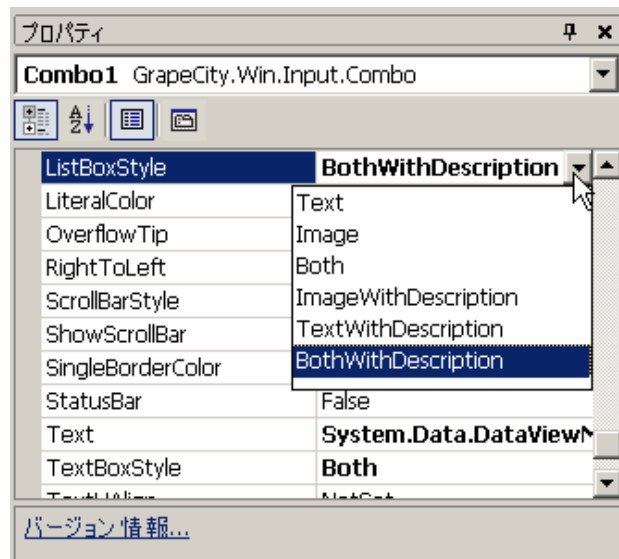 プロパティ
Combo1 GrapeCity.Win.Input.Combo
ListBoxStyle BothWithDescription
LiteralColor
Text
OverflowTip
Image
RightToLeft
Both
ScrollBarStyle
ImageWithDescription
ShowScrollBar
TextWithDescription
SingleBorderColor
BothWithDescription
StatusBar False
Text System.Data.DataView
TextBoxStyle Both
バージョン情報...